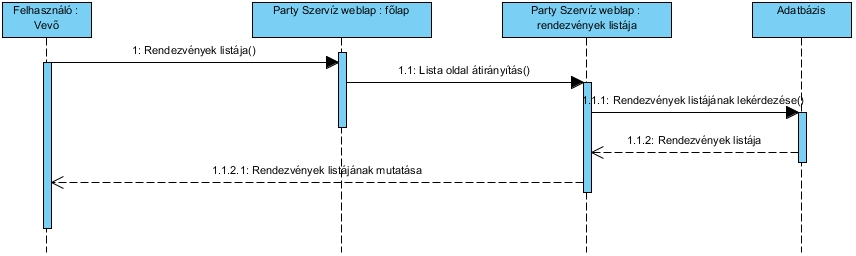 Felhasználó :
Vevő
Party Szervíz weblap : főlap
Party Szervíz weblap :
rendezvények listája
Adatbázis
1: Rendezvények listája()
1.1: Lista oldal átirányítás()
1.1.1: Rendezvények listájának lekérdezése()
1.1.2: Rendezvények listája
1.1.2.1: Rendezvények listájának mutatása